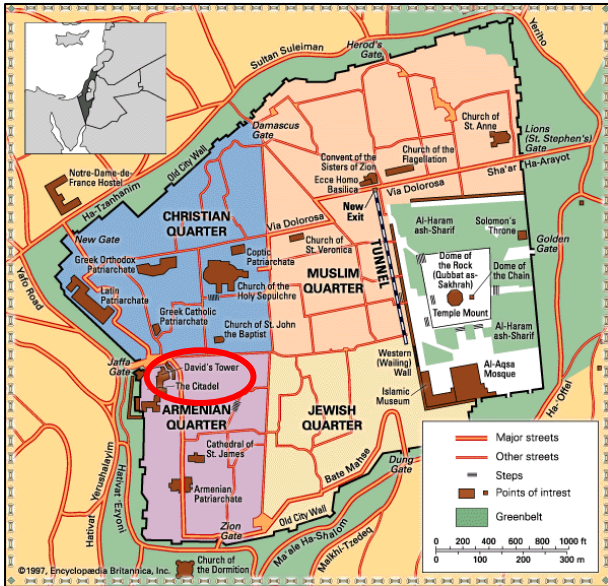 Sultan Suleiman
Herod's
Gate
Yeriho
Damascus
Gate
Church of
St. Anne
Lions
(St. Stephen's)
Gate
Sha'ar Ha-Arayot
Old City Wall
Notre-Dame-de-
France Hostel
Ha-Tzanhanim
Convent of the
Sisters of Zion
Church of the
Flagellation
Ecce Homo
Basilica
Via Dolorosa
New
Exit
CHRISTIAN
QUARTER
Via Dolorosa
New Gate
Yafo Road
Greek Orthodox
Patriarchate
Coptic
Patriarchate
Church of
St. Veronica
TUNNEL
Al-Haram
ash-Sharif
Solomon's
Throne
Golden
Gate
Latin
Patriarchate
Church of the
Holy Sepulchre
MUSLIM
QUARTER
Dome of
the Rock
(Qubbat as-
Sakhrah)
Dome of
the Chain
Temple Mount
Greek Catholic
Patriarchate
Church of St. John
the Baptist
Al-Haram
ash-Sharif
Jaffa
Gate
David's Tower
The Citadel
Western
(Wailing)
Wall
Al-Aqsa
Mosque
Islamic
Museum
ARMENIAN
QUARTER
JEWISH
QUARTER
Ha-'Ofel
Cathedral of
St. James
Bate Mahse
Dung
Gate
Armenian
Patriarchate
Hativat Yerushalayim
Hativat 'Ezyoni
Zion
Gate
Old City Wall
Ma'ale Ha-Shalom
Malkhi-Tzedeq
Church of
the Dormition
Major streets
Other streets
Steps
Points of intrest
Greenbelt
0 200 400 600 800 1000 ft
0 100 200 300 m
©1997, Encyclopædia Britannica, Inc.